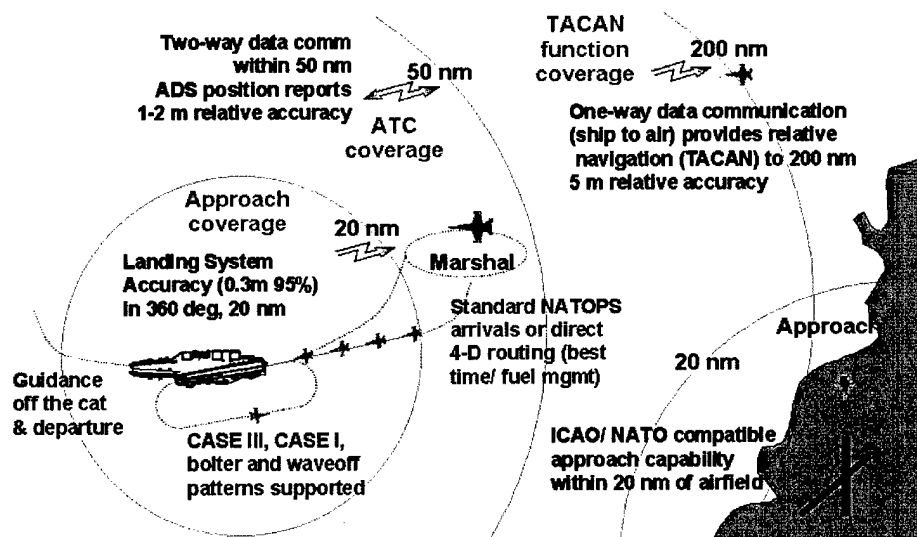 Two-way data comm
within 50 nm
ADS position reports
1-2 m relative accuracy
50 nm
ATC
coverage
TACAN
function
coverage
200 nm
One-way data communication
(ship to air) provides relative
navigation (TACAN) to 200 nm
5 m relative accuracy
Approach
coverage
20 nm
Landing System
Accuracy (0.3m 95%)
in 360 deg, 20 nm
Marshal
Standard NATOPS
arrivals or direct
4-D routing (best
time/ fuel mgmt)
Guidance
off the cat
& departure
CASE III, CASE I,
bolter and waveoff
patterns supported
Approach
20 nm
ICAO/ NATO compatible
approach capability
within 20 nm of airfield